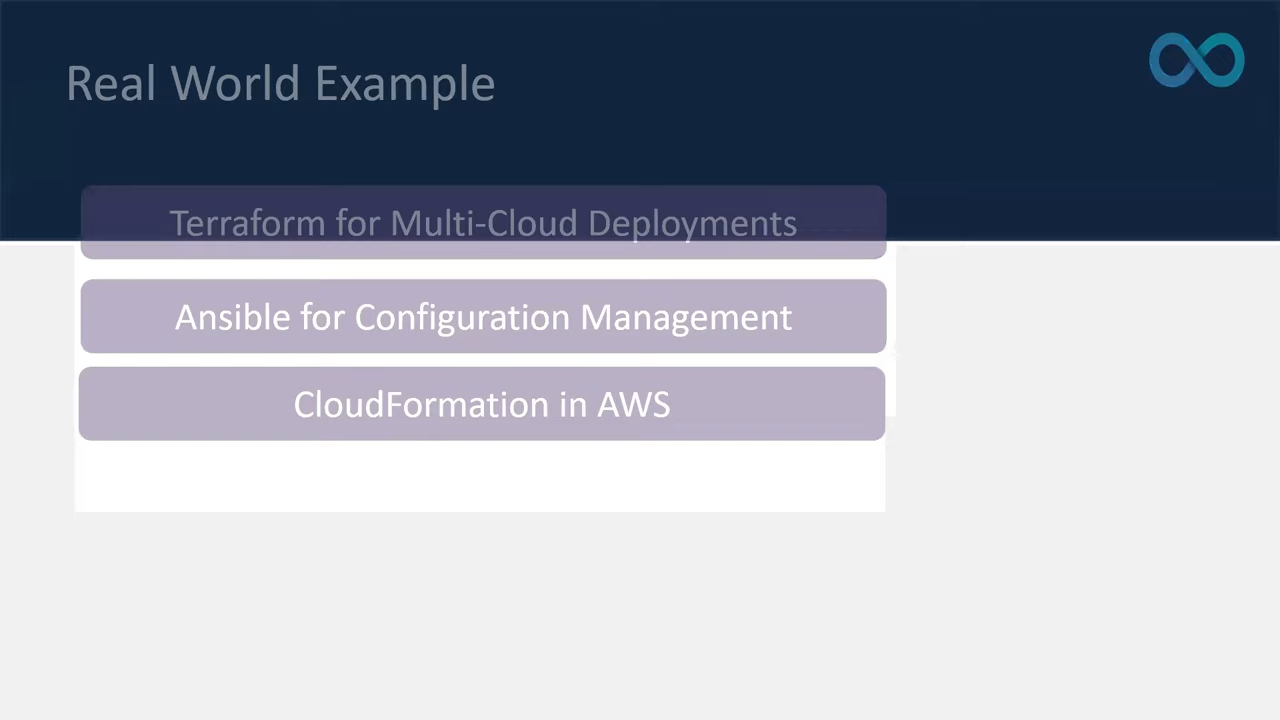 Real World Example
Terraform for Multi-Cloud Deployments
Ansible for Configuration Management
CloudFormation in AWS